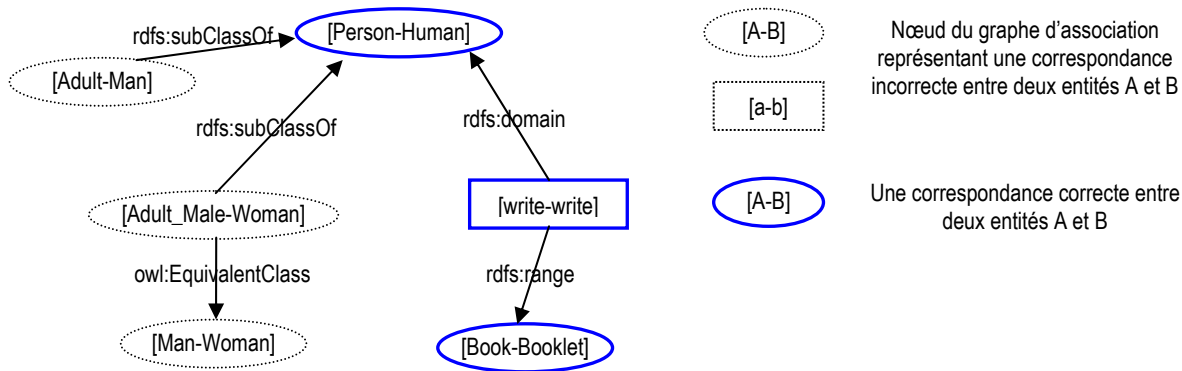 rdfs:subClassOf
[Person-Human]
[Adult-Man]
rdfs:subClassOf
rdfs:domain
[Adult_Male-Woman]
[write-write]
owl:EquivalentClass
rdfs:range
[Man-Woman]
[Book-Booklet]
[A-B]
[a-b]
Nœud du graphe d’association
représentant une correspondance
incorrecte entre deux entités A et B
[A-B]
Une correspondance correcte entre
deux entités A et B